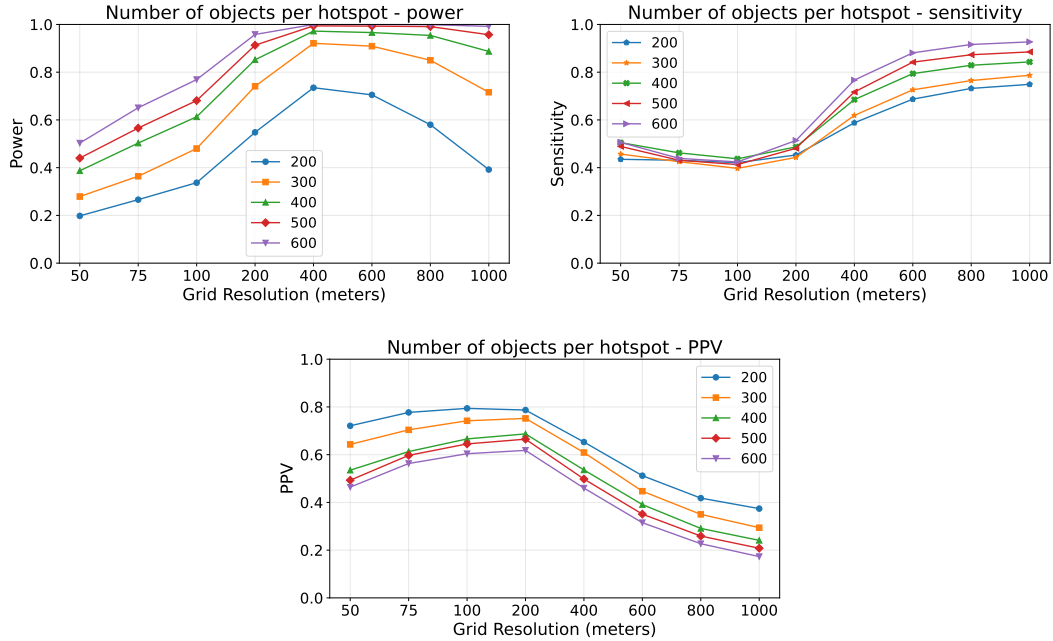 Number of objects per hotspot - power
1.0
0.8
0.6
0.4
0.2
0.0
Power
200
300
400
500
600
50 75 100 200 400 600 800 1000
Grid Resolution (meters)
Number of objects per hotspot - sensitivity
1.0
0.8
0.6
0.4
0.2
0.0
Sensitivity
200
300
400
500
600
50 75 100 200 400 600 800 1000
Grid Resolution (meters)
Number of objects per hotspot - PPV
1.0
0.8
0.6
0.4
0.2
0.0
PPV
200
300
400
500
600
50 75 100 200 400 600 800 1000
Grid Resolution (meters)